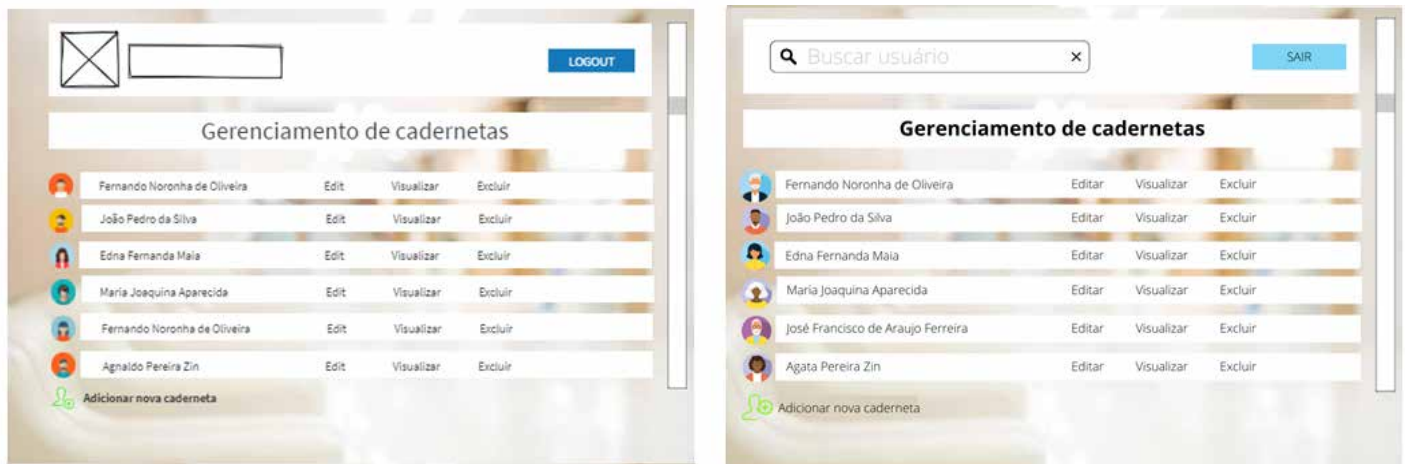 LOGOUT
Gerenciamento de cadernetas
Fernando Noronha de Oliveira Edit Visualizar Excluir
João Pedro da Silva Edit Visualizar Excluir
Edna Fernanda Maia Edit Visualizar Excluir
Maria Joaquina Aparecida Edit Visualizar Excluir
Fernando Noronha de Oliveira Edit Visualizar Excluir
Agnaldo Pereira Zin Edit Visualizar Excluir
Adicionar nova caderneta
Buscar usuário
SAIR
Gerenciamento de cadernetas
Fernando Noronha de Oliveira Editar Visualizar Excluir
João Pedro da Silva Editar Visualizar Excluir
Edna Fernanda Maia Editar Visualizar Excluir
Maria Joaquina Aparecida Editar Visualizar Excluir
José Francisco de Araujo Ferreira Editar Visualizar Excluir
Agata Pereira Zin Editar Visualizar Excluir
Adicionar nova caderneta